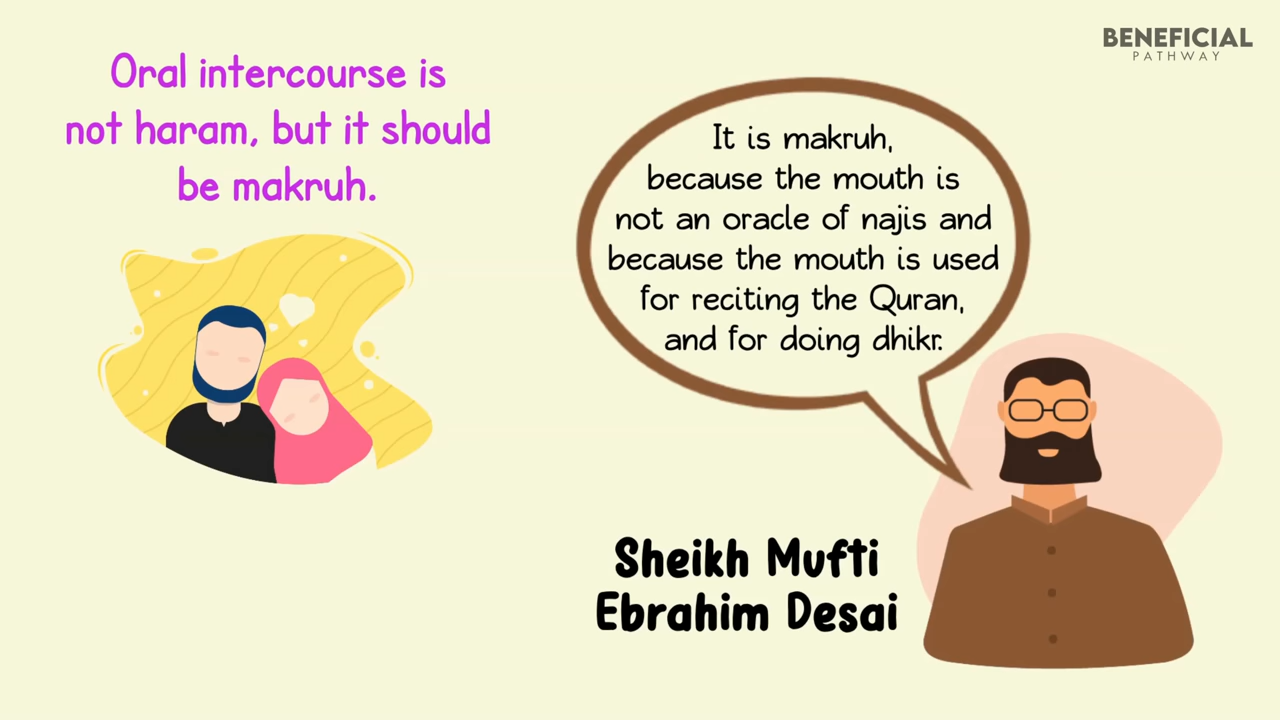 BENEFICIAL
PATHWAY
Oral intercourse is
not haram, but it should
be makruh.
It is makruh,
because the mouth is
not an oracle of najis and
because the mouth is used
for reciting the Quran,
and for doing dhikr.
Sheikh Mufti
Ebrahim Desai